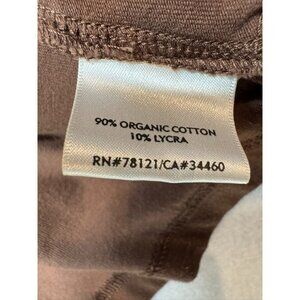 90% ORGANIC COTTON
10% LYCRA
RN#78121/CA#34460